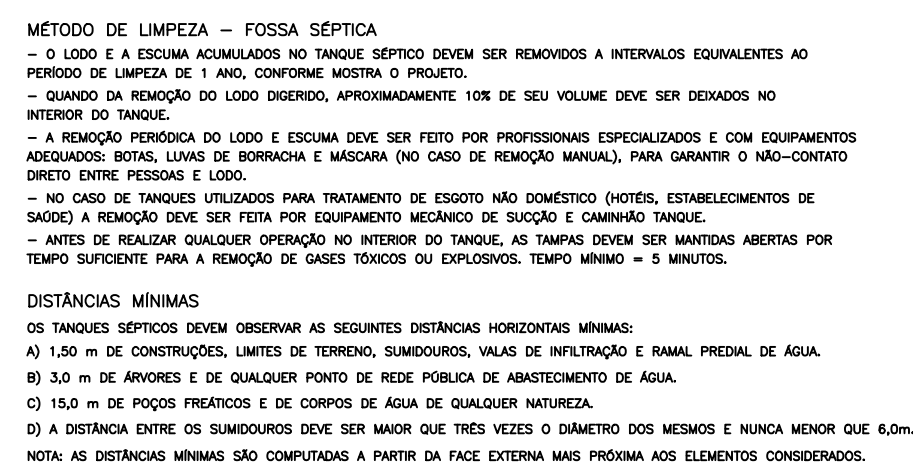 MÉTODO DE LIMPEZA – FOSSA SÉPTICA
– O LODO E A ESCUMA ACUMULADOS NO TANQUE SÉPTICO DEVEM SER REMOVIDOS A INTERVALOS EQUIVALENTES AO
PERÍODO DE LIMPEZA DE 1 ANO, CONFORME MOSTRA O PROJETO.
– QUANDO DA REMOÇÃO DO LODO DIGERIDO, APROXIMADAMENTE 10% DE SEU VOLUME DEVE SER DEIXADOS NO
INTERIOR DO TANQUE.
– A REMOÇÃO PERIÓDICA DO LODO E ESCUMA DEVE SER FEITO POR PROFISSIONAIS ESPECIALIZADOS E COM EQUIPAMENTOS
ADEQUADOS: BOTAS, LUVAS DE BORRACHA E MÁSCARA (NO CASO DE REMOÇÃO MANUAL), PARA GARANTIR O NÃO–CONTATO
DIRETO ENTRE PESSOAS E LODO.
– NO CASO DE TANQUES UTILIZADOS PARA TRATAMENTO DE ESGOTO NÃO DOMÉSTICO (HOTÉIS, ESTABELECIMENTOS DE
SAÚDE) A REMOÇÃO DEVE SER FEITA POR EQUIPAMENTO MECÂNICO DE SUCÇÃO E CAMINHÃO TANQUE.
– ANTES DE REALIZAR QUALQUER OPERAÇÃO NO INTERIOR DO TANQUE, AS TAMPAS DEVEM SER MANTIDAS ABERTAS POR
TEMPO SUFICIENTE PARA A REMOÇÃO DE GASES TÓXICOS OU EXPLOSIVOS. TEMPO MÍNIMO = 5 MINUTOS.
DISTÂNCIAS MÍNIMAS
OS TANQUES SÉPTICOS DEVEM OBSERVAR AS SEGUINTES DISTÂNCIAS HORIZONTAIS MÍNIMAS:
A) 1,50 m DE CONSTRUÇÕES, LIMITES DE TERRENO, SUMIDOUROS, VALAS DE INFILTRAÇÃO E RAMAL PREDIAL DE ÁGUA.
B) 3,0 m DE ÁRVORES E DE QUALQUER PONTO DE REDE PÚBLICA DE ABASTECIMENTO DE ÁGUA.
C) 15,0 m DE POÇOS FREÁTICOS E DE CORPOS DE ÁGUA DE QUALQUER NATUREZA.
D) A DISTÂNCIA ENTRE OS SUMIDOUROS DEVE SER MAIOR QUE TRÊS VEZES O DIÂMETRO DOS MESMOS E NUNCA MENOR QUE 6,0m.
NOTA: AS DISTÂNCIAS MÍNIMAS SÃO COMPUTADAS A PARTIR DA FACE EXTERNA MAIS PRÓXIMA AOS ELEMENTOS CONSIDERADOS.